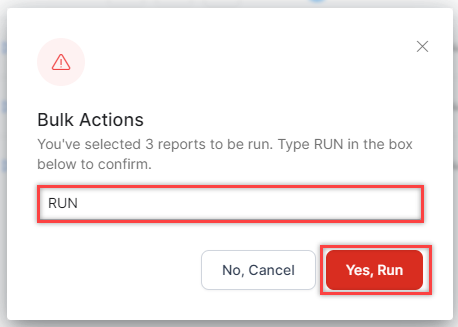 Bulk Actions
You've selected 3 reports to be run. Type RUN in the box
below to confirm.
RUN
No, Cancel
Yes, Run